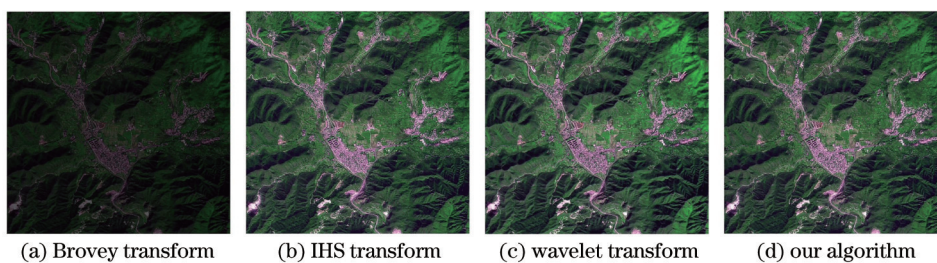 (a) Brovey transform
(b) IHS transform
(c) wavelet transform
(d) our algorithm